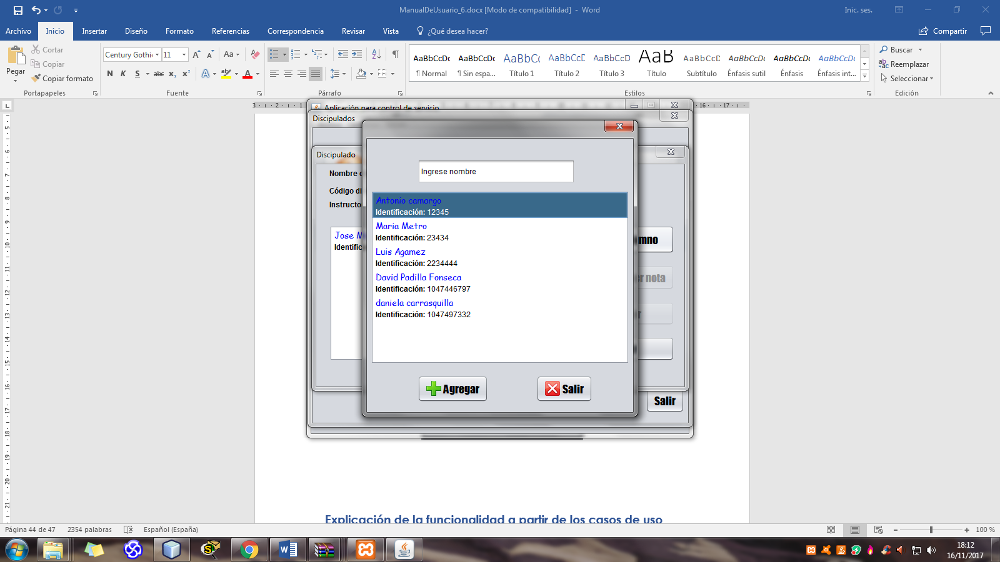 ManualDeUsuario_6.docx [Modo de compatibilidad] - Word
Inic. ses.
Archivo Inicio Insertar Diseño Formato Referencias Correspondencia Revisar Vista ¿Qué desea hacer? Compartir
Pegar
Cortar
Copiar
Copiar formato
Portapapeles
Century Gothi 11
N K S abc x₂ x²
Fuente
Párrafo
AaBbCcDc AaBbCcDc AaBbCc AaBbCcD AaBbCcD AaB AaBbCcD AaBbCcDc AaBbCcDc AaBbCcDc
¶ Normal ¶ Sin espa... Título 1 Título 2 Título 3 Título Subtítulo Énfasis sutil Énfasis Énfasis int...
Estilos
Buscar
Reemplazar
Seleccionar
Edición
Aplicación para control de servicio
Discipulados
Discipulado
Nombre
Código
Instructo
Jose M
Identific
mno
er nota
Salir
Ingrese nombre
Antonio camargo
Identificación: 12345
Maria Metro
Identificación: 23434
Luis Agamez
Identificación: 2234444
David Padilla Fonseca
Identificación: 1047446797
daniela carrasquilla
Identificación: 1047497332
Agregar Salir
Explicación de la funcionalidad a partir de los casos de uso
Página 44 de 47 2354 palabras Español (España) 100 %
18:12
16/11/2017